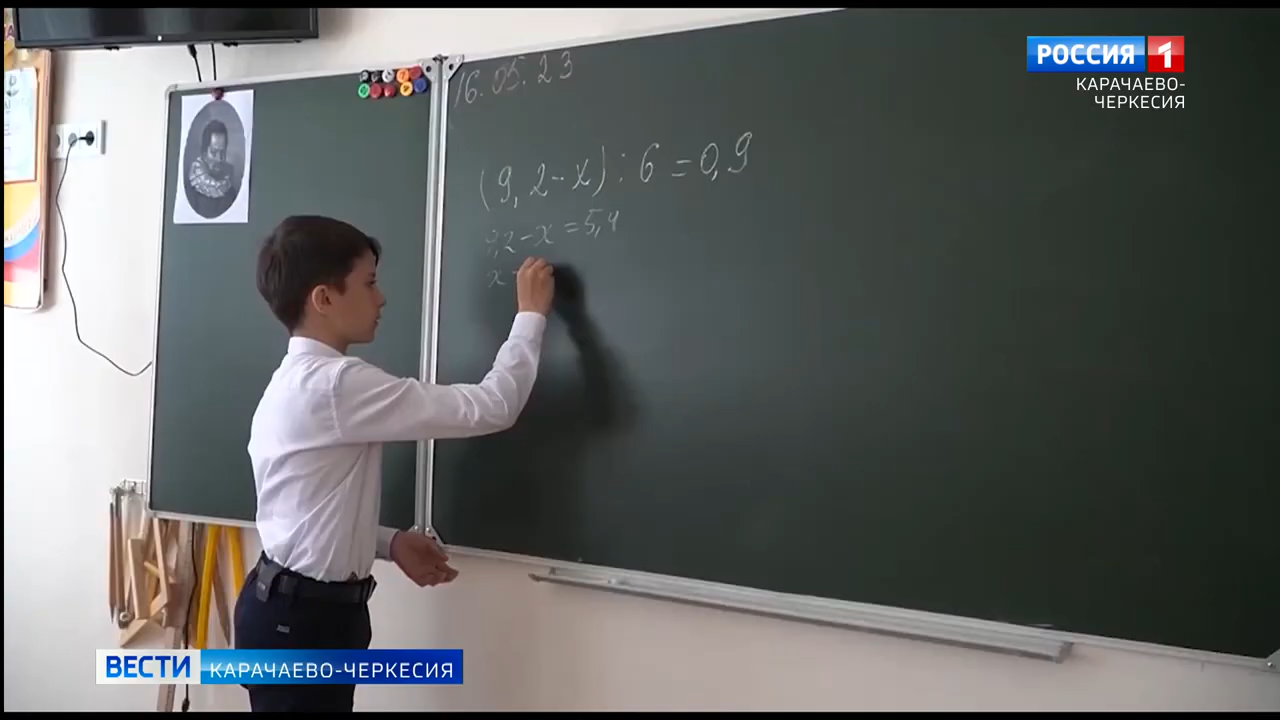 РОССИЯ 1
КАРАЧАЕВО-
ЧЕРКЕСИЯ
16.05.23
(9,2-x):6=0,9
9,2-x=5,4
x
ВЕСТИ КАРАЧАЕВО-ЧЕРКЕСИЯ